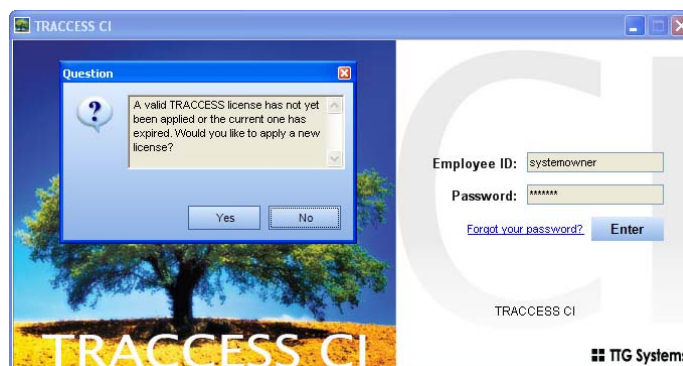 TRACCESS CI
Question
A valid TRACCESS license has not yet
been applied or the current one has
expired. Would you like to apply a new
license?
Yes
No
Employee ID: systemowner
Password: *******
Forgot your password?
Enter
TRACCESS CI
TRACCESS CI
TTG Systems
CI